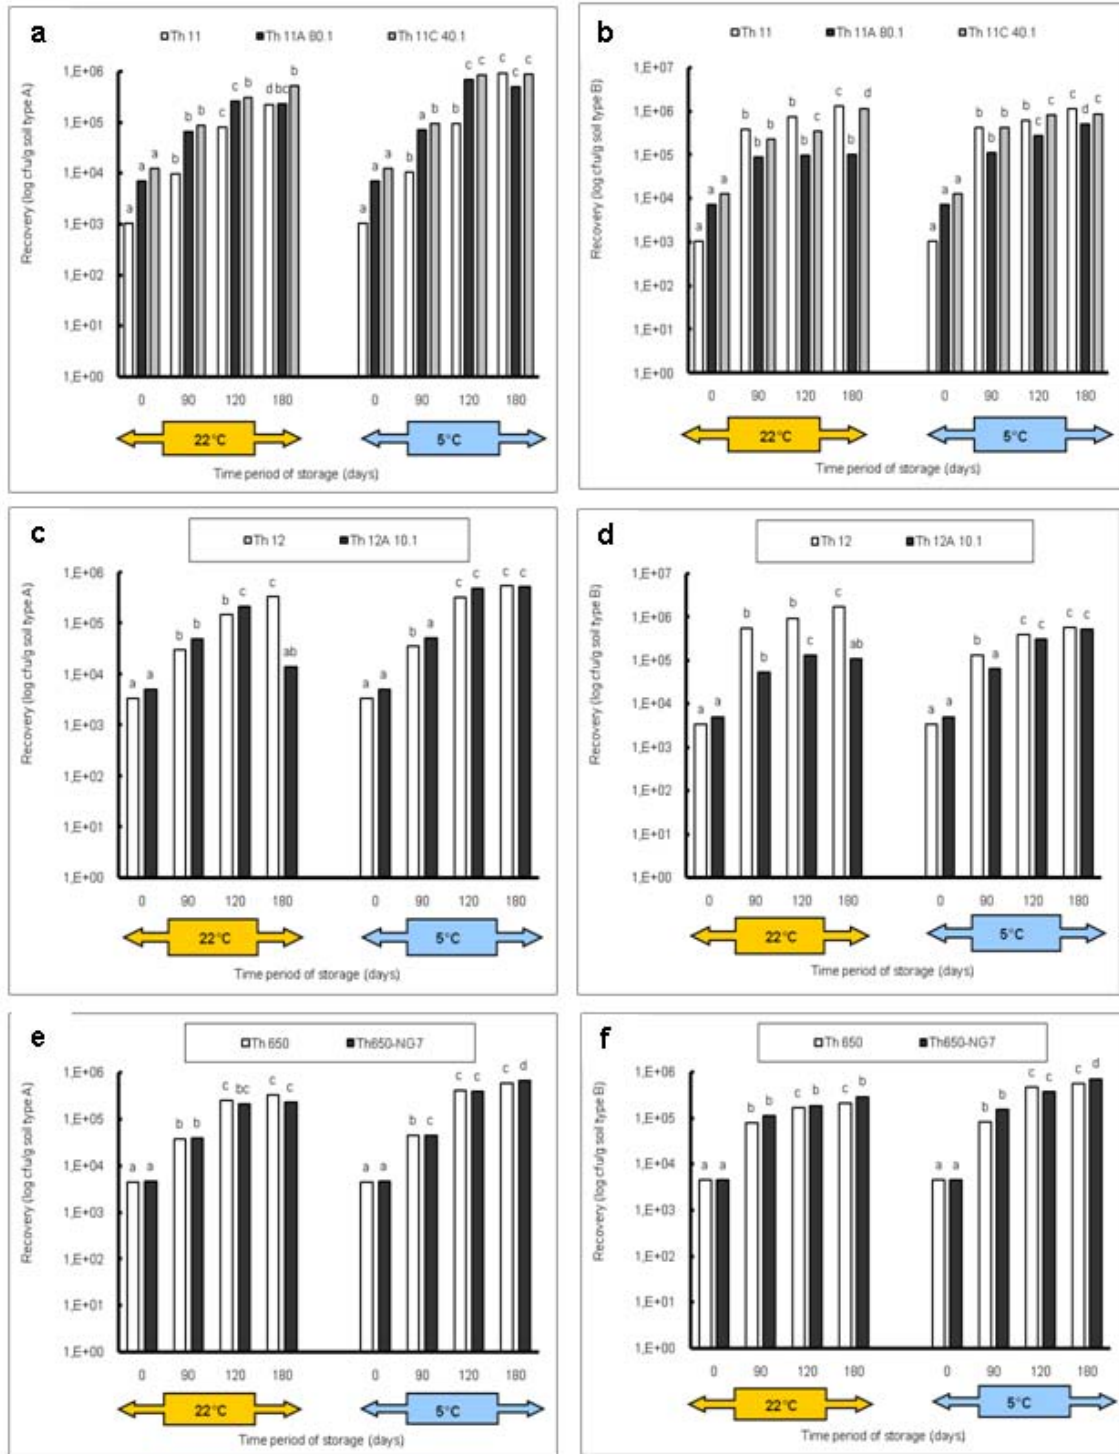 a
Th 11 Th 11A 80.1 Th 11C 40.1
Recovery (log cfu/g soil type A)
1,E+06
1,E+05
1,E+04
1,E+03
1,E+02
1,E+01
1,E+00
a a a b b b c c b d bc b
a a a b a b b c c c c c
0 90 120 180 0 90 120 180
22°C 5°C
Time period of storage (days)
b
Th 11 Th 11A 80.1 Th 11C 40.1
Recovery (log cfu/g soil type B)
1,E+07
1,E+06
1,E+05
1,E+04
1,E+03
1,E+02
1,E+01
1,E+00
a a a b b b b b c c b d
a a a b b b b c c c d c
0 90 120 180 0 90 120 180
22°C 5°C
Time period of storage (days)
c
Th 12 Th 12A 10.1
Recovery (log cfu/g soil type A)
1,E+06
1,E+05
1,E+04
1,E+03
1,E+02
1,E+01
1,E+00
a a b b b c c ab
a a b a c c c c
0 90 120 180 0 90 120 180
22°C 5°C
Time period of storage (days)
d
Th 12 Th 12A 10.1
Recovery (log cfu/g soil type B)
1,E+07
1,E+06
1,E+05
1,E+04
1,E+03
1,E+02
1,E+01
1,E+00
a a b b b c c ab
a a b a c c c c
0 90 120 180 0 90 120 180
22°C 5°C
Time period of storage (days)
e
Th 650 Th650-NG7
Recovery (log cfu/g soil type A)
1,E+06
1,E+05
1,E+04
1,E+03
1,E+02
1,E+01
1,E+00
a a b b c bc c c
a a b c c c c d
0 90 120 180 0 90 120 180
22°C 5°C
Time period of storage (days)
f
Th 650 Th650-NG7
Recovery (log cfu/g soil type B)
1,E+06
1,E+05
1,E+04
1,E+03
1,E+02
1,E+01
1,E+00
a a b b c b c b
a a b b c c c d
0 90 120 180 0 90 120 180
22°C 5°C
Time period of storage (days)